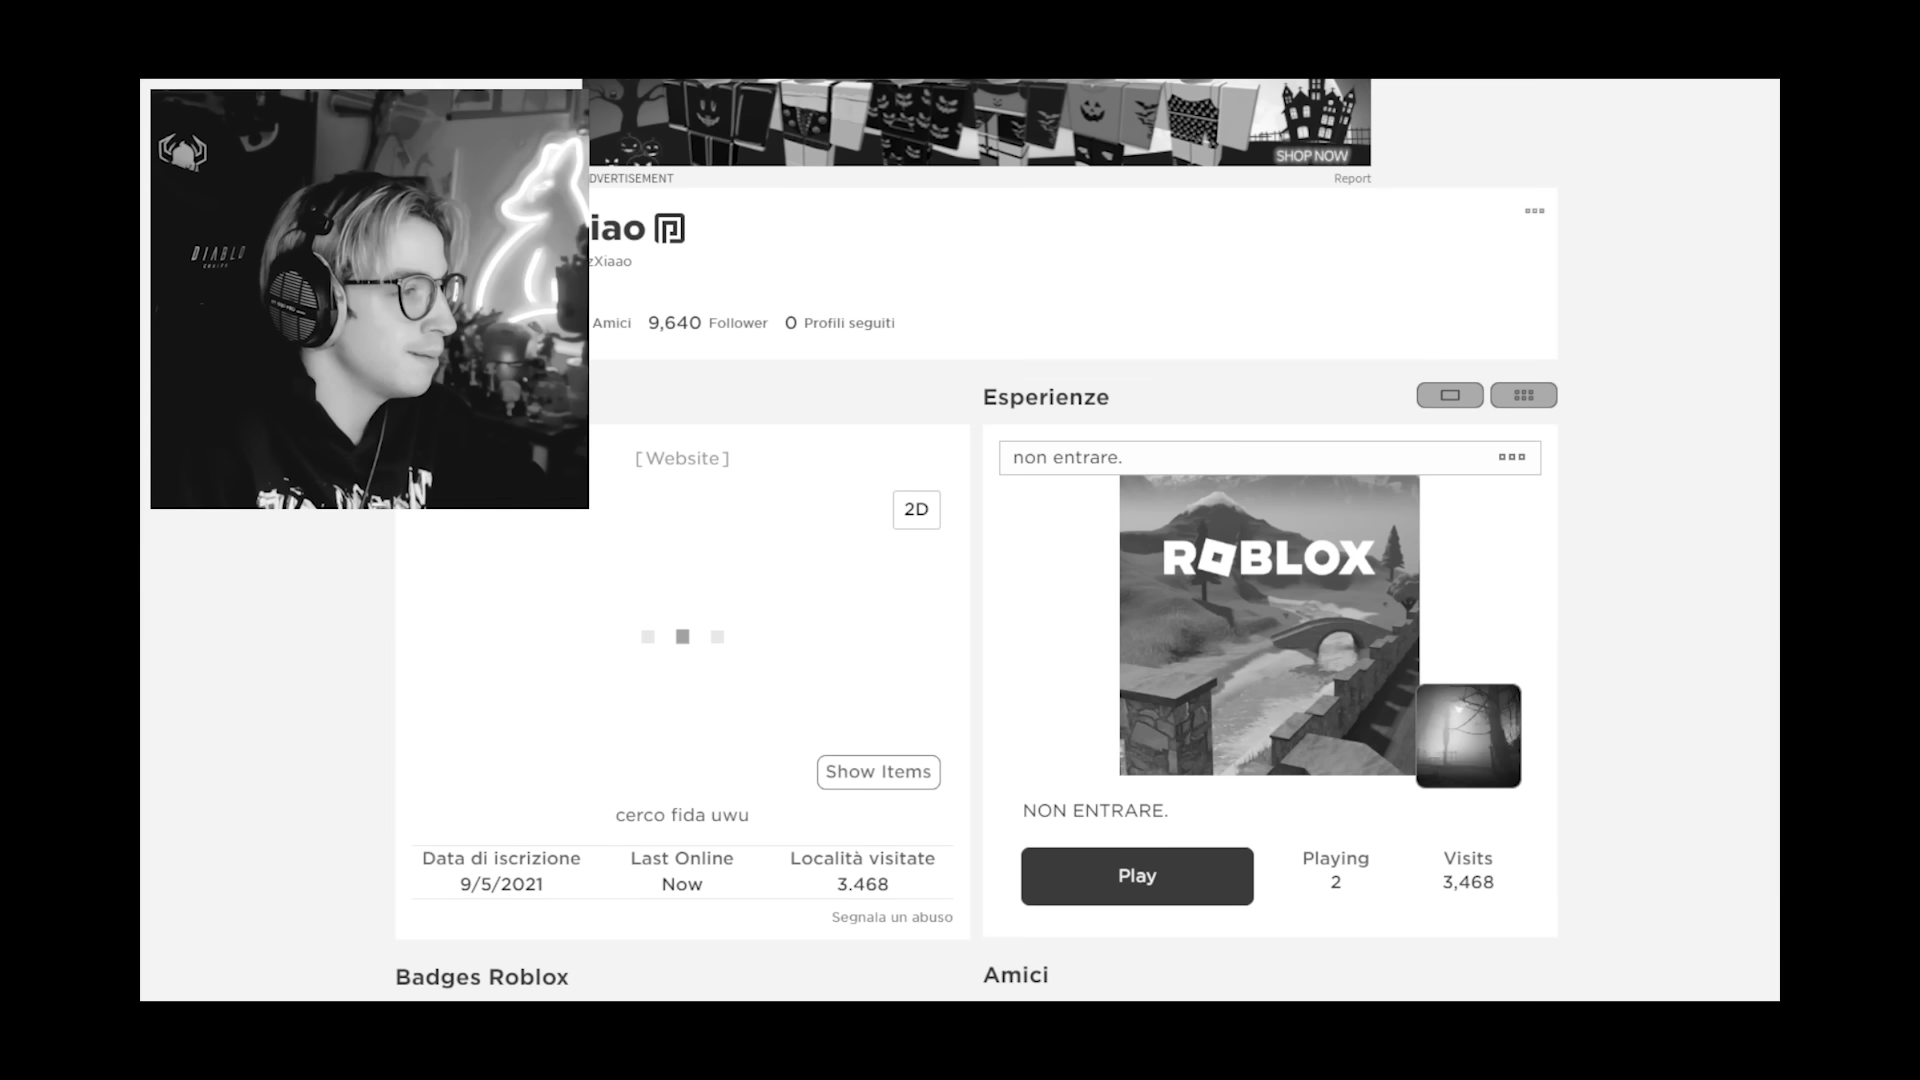 SHOP NOW
DVERTISEMENT
Report
iao
zXiaao
Amici 9,640 Follower 0 Profili seguiti
DIABLO
Esperienze
[Website]
non entrare.
2D
ROBLOX
Show Items
cerco fida uwu
NON ENTRARE.
Data di iscrizione Last Online Località visitate
9/5/2021 Now 3.468
Play
Playing Visits
2 3,468
Segnala un abuso
Badges Roblox
Amici